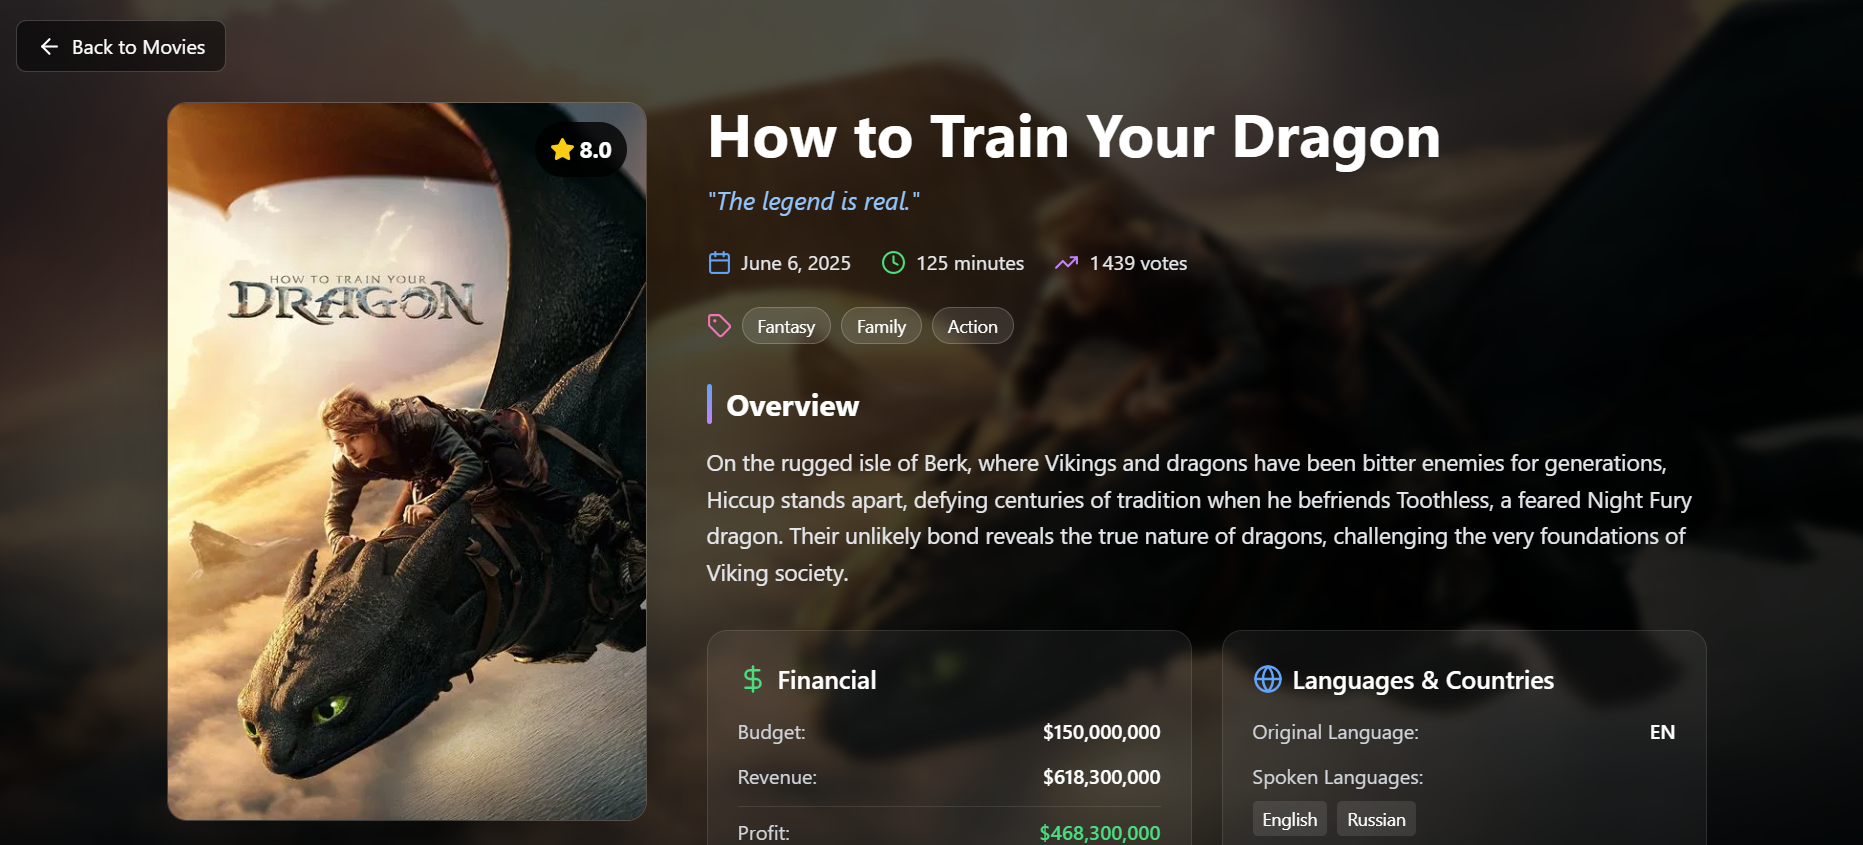 Back to Movies
8.0
HOW TO TRAIN YOUR
DRAGON
How to Train Your Dragon
"The legend is real."
June 6, 2025
125 minutes
1 439 votes
Fantasy
Family
Action
Overview
On the rugged isle of Berk, where Vikings and dragons have been bitter enemies for generations,
Hiccup stands apart, defying centuries of tradition when he befriends Toothless, a feared Night Fury
dragon. Their unlikely bond reveals the true nature of dragons, challenging the very foundations of
Viking society.
Financial
Budget: $150,000,000
Revenue: $618,300,000
Profit: $468,300,000
Languages & Countries
Original Language: EN
Spoken Languages:
English
Russian